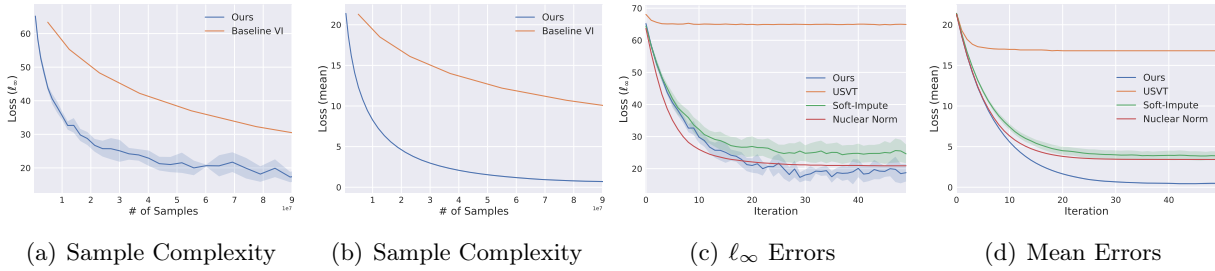 Loss (ℓ∞)
60
50
40
30
20
Ours
Baseline VI
1 2 3 4 5 6 7 8 9
1e7
# of Samples
(a) Sample Complexity
Loss (mean)
20
15
10
5
0
Ours
Baseline VI
1 2 3 4 5 6 7 8 9
1e7
# of Samples
(b) Sample Complexity
Loss (ℓ∞)
70
60
50
40
30
20
Ours
USVT
Soft-Impute
Nuclear Norm
0 10 20 30 40
Iteration
(c) ℓ∞ Errors
Loss (mean)
20
15
10
5
0
Ours
USVT
Soft-Impute
Nuclear Norm
0 10 20 30 40
Iteration
(d) Mean Errors